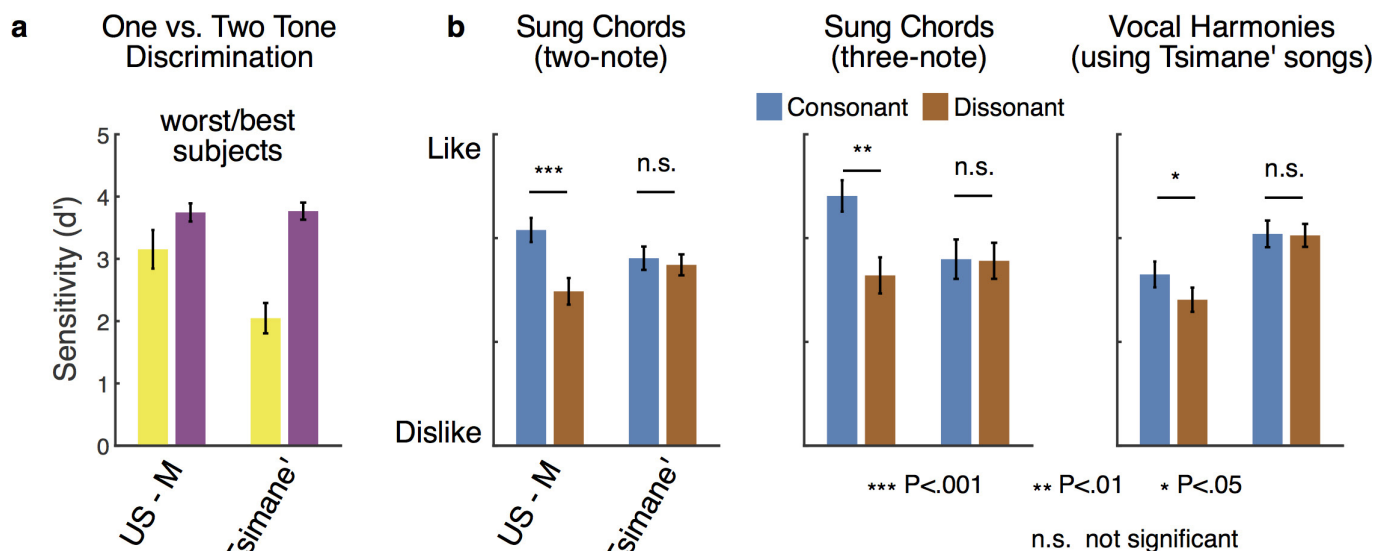 a
One vs. Two Tone
Discrimination
worst/best
subjects
5
4
3
2
1
0
Sensitivity (d')
US - M
b
Sung Chords
(two-note)
Like
Dislike
***
n.s.
US - M
Sung Chords
(three-note)
Consonant
Dissonant
**
n.s.
Vocal Harmonies
(using Tsimane' songs)
*
n.s.
*** P<.001
** P<.01
* P<.05
n.s. not significant